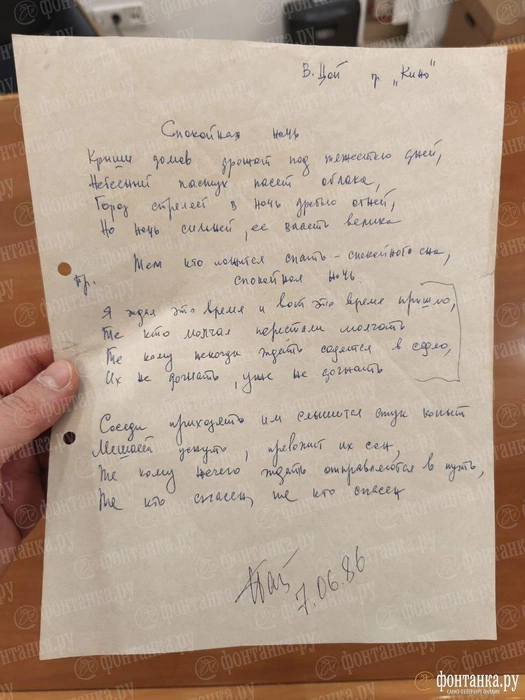 В. Цой гр „Кино"
Спокойная ночь
Крыши домов дрожат под тяжестью дней,
Небесный пастух пасет облака,
Город стреляет в ночь дробью огней,
Но ночь сильней, ее власть велика
Тем кто ложится спать – спокойного сна,
спокойная ночь.
пр.
Я ждал это время и вот это время пришло,
Те кто молчал перестали молчать
Те кому некогда ждать садятся в седло,
Их не догнать, уже не догнать
Соседи приходят им слышится стук копыт
Мешает уснуть, тревожит их сон,
Те кому нечего ждать отправляются в путь,
Те кто спасен, те кто спасен
7.06.86
фонтанка.ру
САНКТ-ПЕТЕРБУРГ ОНЛАЙН